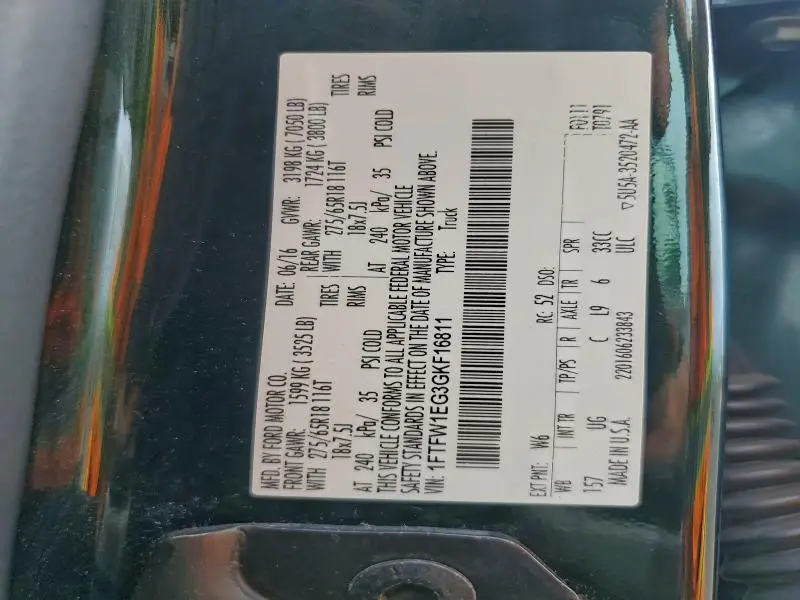 MFD. BY FORD MOTOR CO. DATE: 06/16 GVWR: 3198 KG ( 7050 LB)
FRONT GAWR: 1599 KG ( 3525 LB) REAR GAWR: 1724 KG ( 3800 LB)
WITH 275/65R18 116T TIRES WITH 275/65R18 116T TIRES
18x7.5J RIMS 18x7.5J RIMS
AT 240 kPa/ 35 PSI COLD AT 240 kPa/ 35 PSI COLD
THIS VEHICLE CONFORMS TO ALL APPLICABLE FEDERAL MOTOR VEHICLE
SAFETY STANDARDS IN EFFECT ON THE DATE OF MANUFACTURE SHOWN ABOVE.
VIN: 1FTFW1EG3GKF16811 TYPE: Truck
EXT PNT: W6 RC: 52 DSO:
WB INT TR TP/PS R AXLE TR SPR F0111
157 UG C L9 6 33CC T0791
ULC
MADE IN U.S.A. 2201606233843 ▽5U5A-3520472-AA